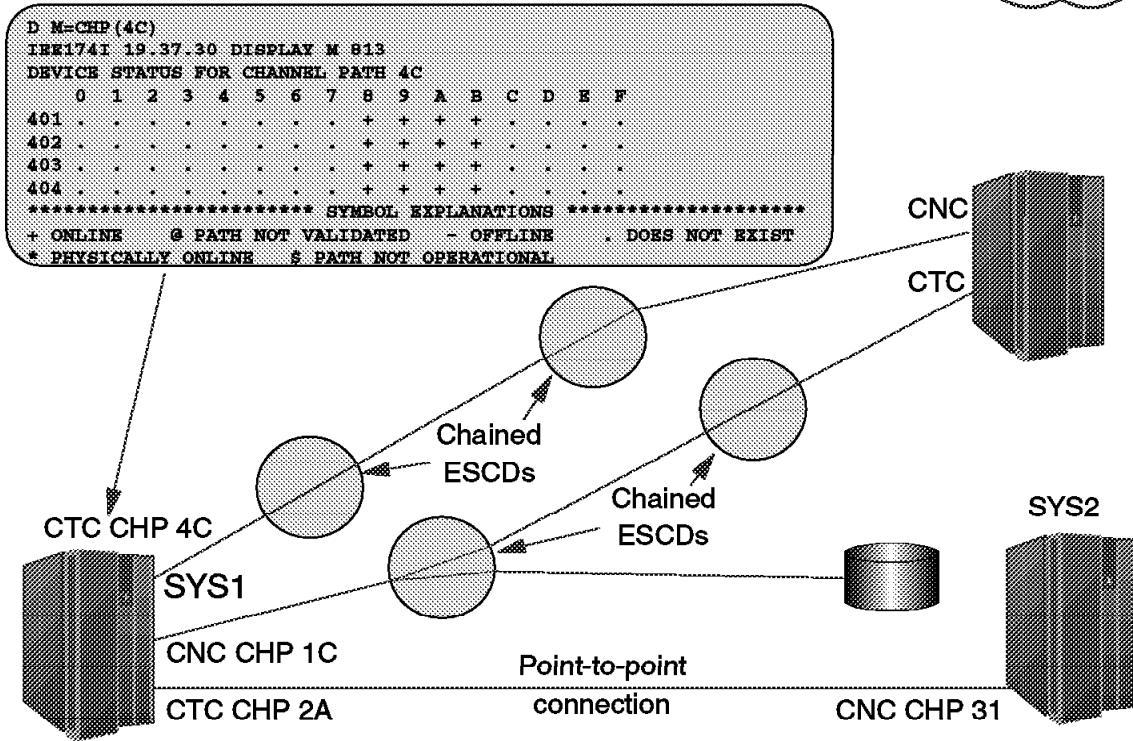 D M=CHP(4C)
IEE174I 19.37.30 DISPLAY M 813
DEVICE STATUS FOR CHANNEL PATH 4C
0 1 2 3 4 5 6 7 8 9 A B C D E F
401 . . . . . . . . + + + + . . . .
402 . . . . . . . . + + + + . . . .
403 . . . . . . . . + + + + . . . .
404 . . . . . . . . + + + + . . . .
************************ SYMBOL EXPLANATIONS ********************
+ ONLINE @ PATH NOT VALIDATED - OFFLINE . DOES NOT EXIST
* PHYSICALLY ONLINE $ PATH NOT OPERATIONAL
CNC
CTC
Chained
ESCDs
Chained
ESCDs
CTC CHP 4C
SYS2
SYS1
CNC CHP 1C
Point-to-point
connection
CTC CHP 2A
CNC CHP 31